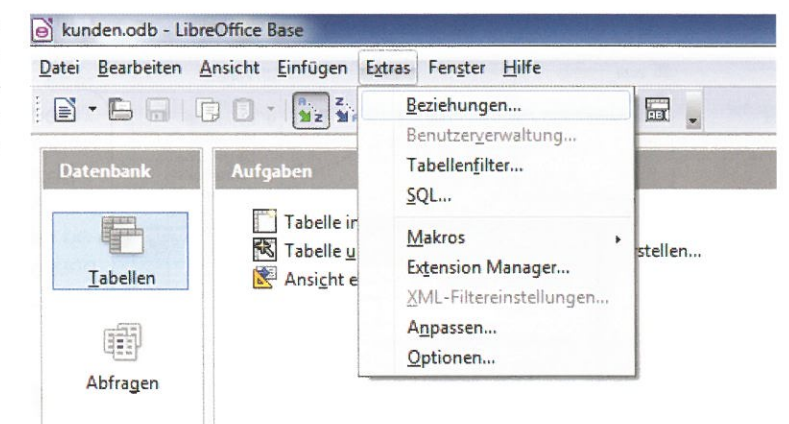 kunden.odb - LibreOffice Base
Datei Bearbeiten Ansicht Einfügen Extras Fenster Hilfe
Datenbank
Aufgaben
Beziehungen...
Benutzerverwaltung...
Tabellenfilter...
SQL...
Makros
Extension Manager...
XML-Filtereinstellungen...
Anpassen...
Optionen...
Tabelle in
Tabelle u
stellen...
Ansicht e
Tabellen
Abfragen